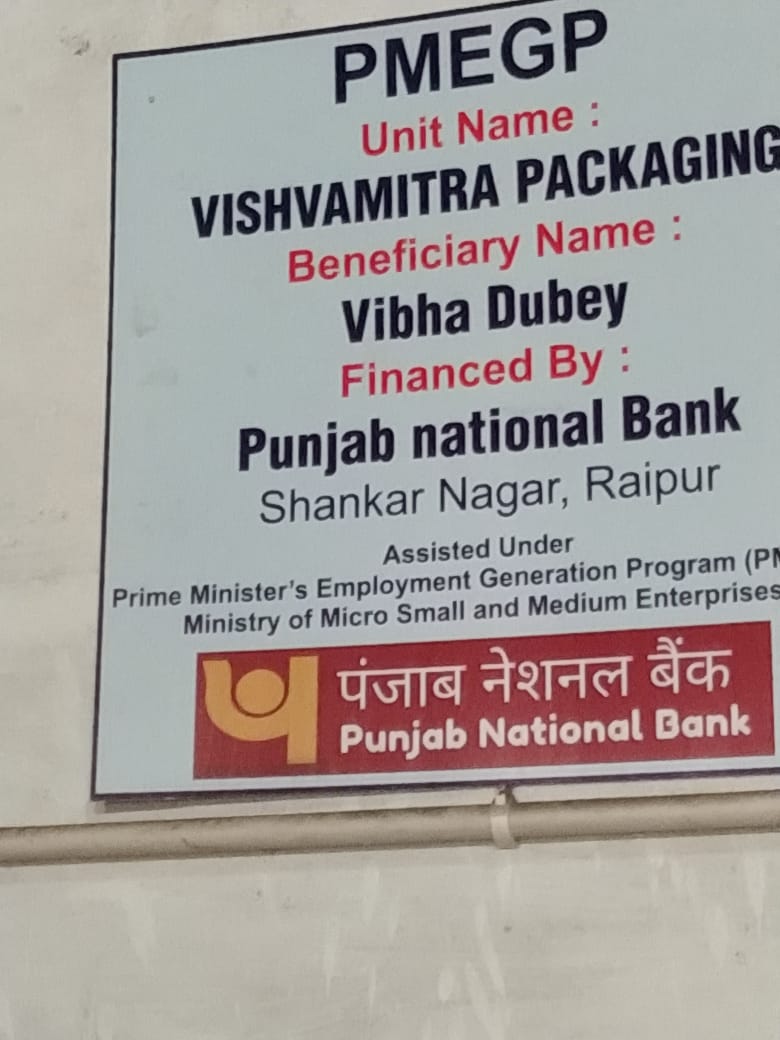 PMEGP
Unit Name :
VISHVAMITRA PACKAGING
Beneficiary Name :
Vibha Dubey
Financed By :
Punjab national Bank
Shankar Nagar, Raipur
Assisted Under
Prime Minister's Employment Generation Program (PM
Ministry of Micro Small and Medium Enterprises
पंजाब नेशनल बैंक
Punjab National Bank